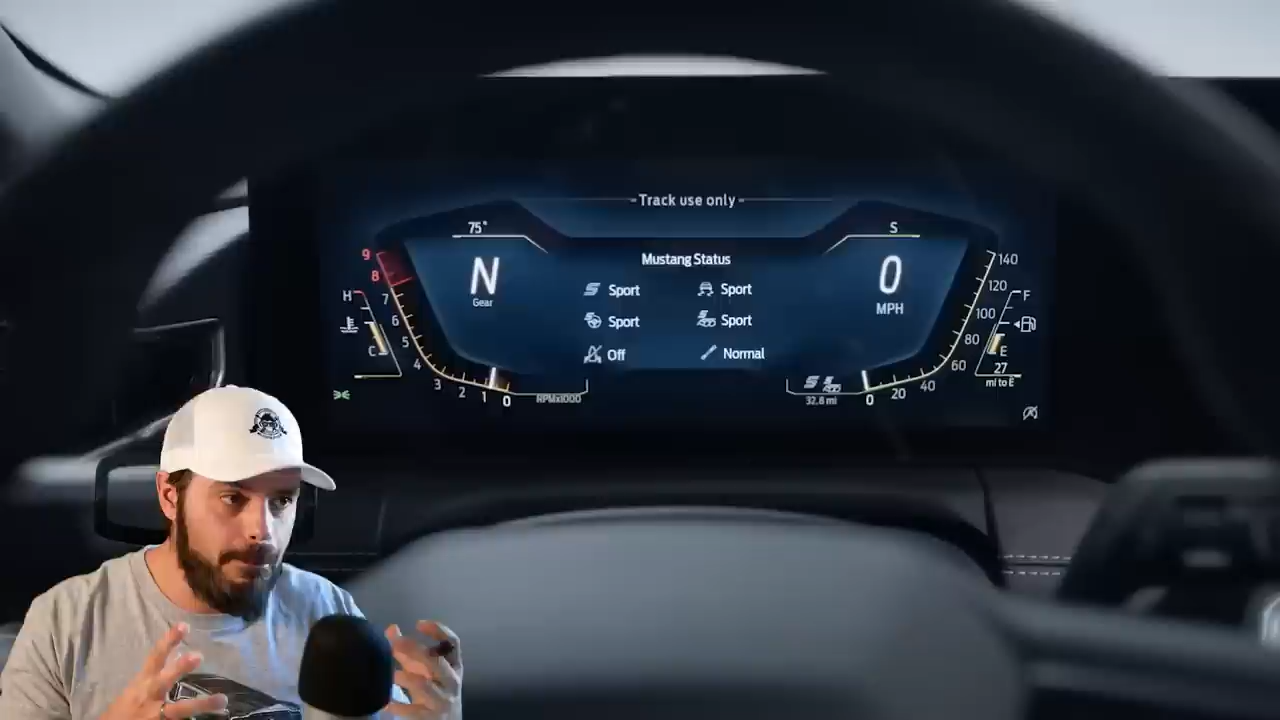 Track use only
75°
S
9
8
7
6
5
4
3
2
1
0
RPMx1000
H
C
N
Gear
Mustang Status
Sport
Sport
Sport
Sport
Off
Normal
0
MPH
140
120
100
80
60
40
20
0
F
E
27
mi to E
32.8 mi